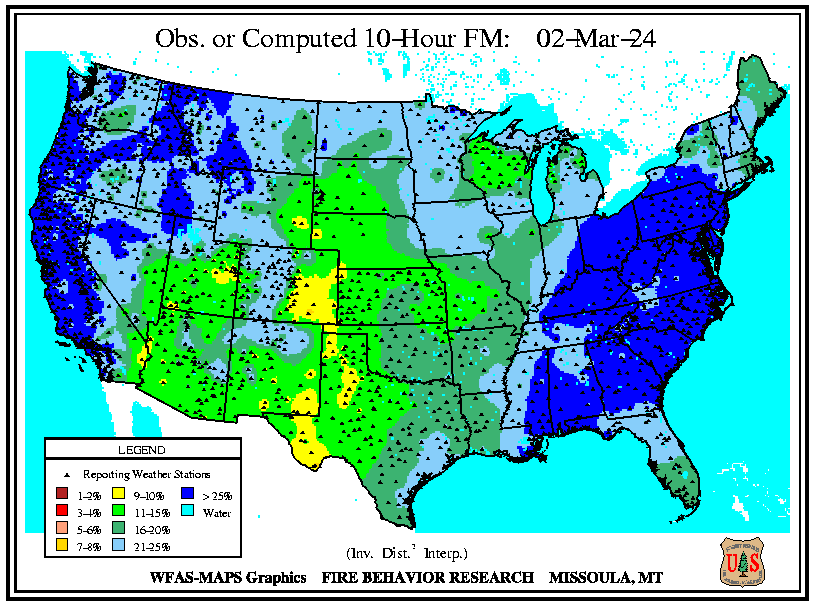 Obs. or Computed 10-Hour FM: 02-Mar-24
LEGEND
Reporting Weather Stations
1-2% 9-10% > 25%
3-4% 11-15% Water
5-6% 16-20%
7-8% 21-25%
(Inv. Dist.² Interp.)
WFAS-MAPS Graphics FIRE BEHAVIOR RESEARCH MISSOULA, MT
U S